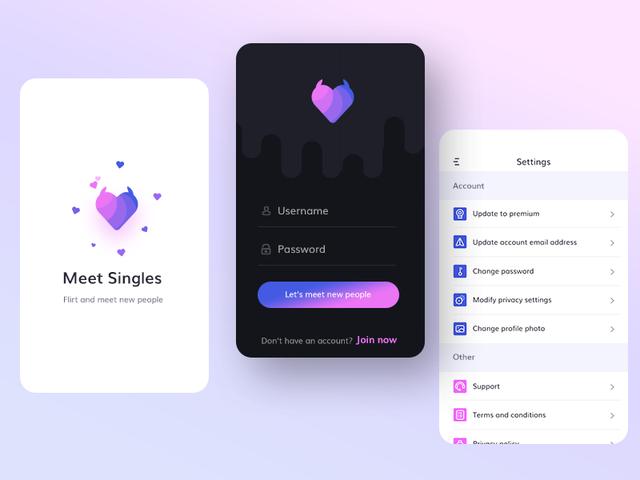 Meet Singles
Flirt and meet new people
Username
Password
Let's meet new people
Don't have an account? Join now
Settings
Account
Update to premium
Update account email address
Change password
Modify privacy settings
Change profile photo
Other
Support
Terms and conditions
Privacy policy